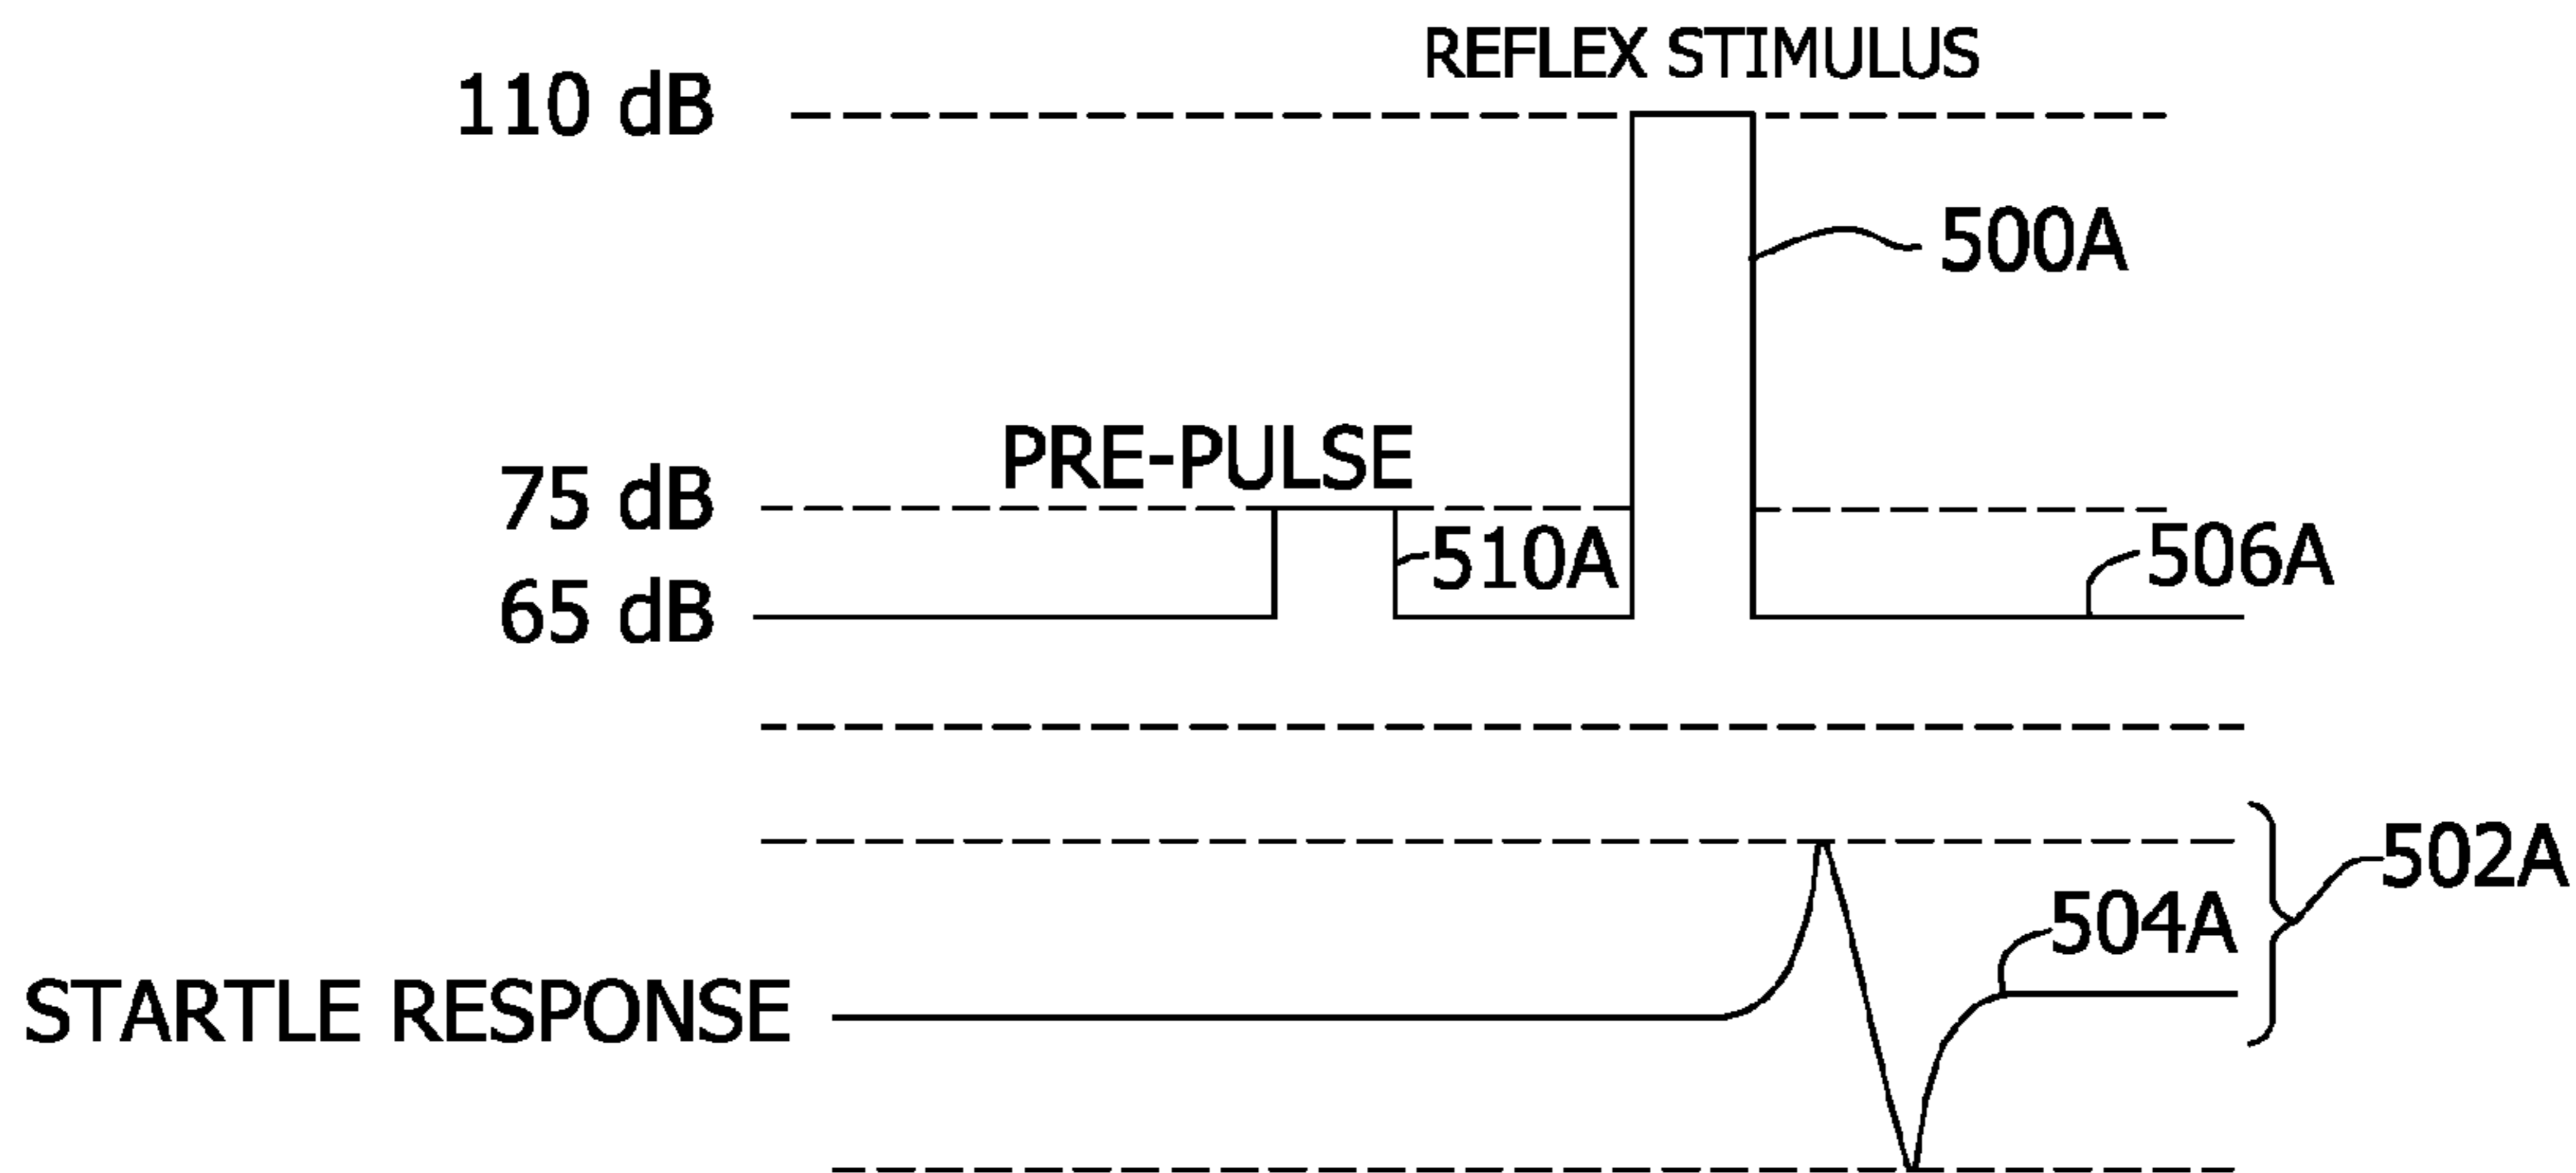 REFLEX STIMULUS
110 dB
500A
PRE-PULSE
75 dB
510A
506A
65 dB
502A
504A
STARTLE RESPONSE